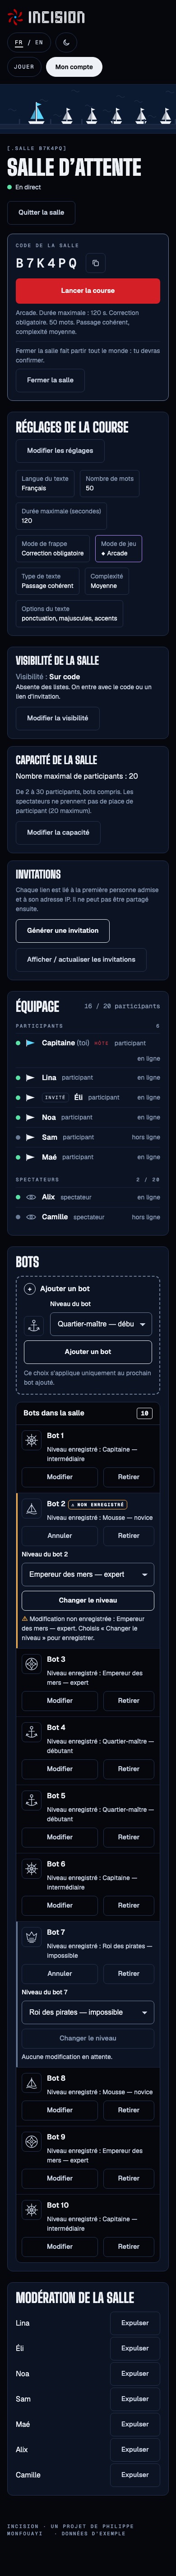 INCISION
FR / EN
JOUER
Mon compte
[.SALLE B7K4PQ]
SALLE D'ATTENTE
En direct
Quitter la salle
CODE DE LA SALLE
B7K4PQ
Lancer la course
Arcade. Durée maximale : 120 s. Correction
obligatoire. 50 mots. Passage cohérent,
complexité moyenne.
Fermer la salle fait partir tout le monde : tu devras
confirmer.
Fermer la salle
RÉGLAGES DE LA COURSE
Modifier les réglages
Langue du texte
Français
Nombre de mots
50
Durée maximale (secondes)
120
Mode de frappe
Correction obligatoire
Mode de jeu
◆ Arcade
Type de texte
Passage cohérent
Complexité
Moyenne
Options du texte
ponctuation, majuscules, accents
VISIBILITÉ DE LA SALLE
Visibilité : Sur code
Absente des listes. On entre avec le code ou un
lien d'invitation.
Modifier la visibilité
CAPACITÉ DE LA SALLE
Nombre maximal de participants : 20
De 2 à 30 participants, bots compris. Les
spectateurs ne prennent pas de place de
participant (20 maximum).
Modifier la capacité
INVITATIONS
Chaque lien est lié à la première personne admise
et à son adresse IP. Il ne peut pas être partagé
ensuite.
Générer une invitation
Afficher / actualiser les invitations
ÉQUIPAGE
16 / 20 participants
PARTICIPANTS 6
Capitaine (toi) HÔTE participant
en ligne
Lina participant en ligne
INVITÉ Éli participant en ligne
Noa participant en ligne
Sam participant hors ligne
Maé participant en ligne
SPECTATEURS 2 / 20
Alix spectateur en ligne
Camille spectateur hors ligne
BOTS
+ Ajouter un bot
Niveau du bot
Quartier-maître — débu
Ajouter un bot
Ce choix s'applique uniquement au prochain
bot ajouté.
Bots dans la salle 10
Bot 1
Niveau enregistré : Capitaine —
intermédiaire
Modifier Retirer
Bot 2 ⚠ NON ENREGISTRÉ
Niveau enregistré : Mousse — novice
Annuler Retirer
Niveau du bot 2
Empereur des mers — expert
Changer le niveau
⚠ Modification non enregistrée : Empereur
des mers — expert. Choisis « Changer le
niveau » pour enregistrer.
Bot 3
Niveau enregistré : Empereur des
mers — expert
Modifier Retirer
Bot 4
Niveau enregistré : Quartier-maître —
débutant
Modifier Retirer
Bot 5
Niveau enregistré : Quartier-maître —
débutant
Modifier Retirer
Bot 6
Niveau enregistré : Capitaine —
intermédiaire
Modifier Retirer
Bot 7
Niveau enregistré : Roi des pirates —
impossible
Annuler Retirer
Niveau du bot 7
Roi des pirates — impossible
Changer le niveau
Aucune modification en attente.
Bot 8
Niveau enregistré : Mousse — novice
Modifier Retirer
Bot 9
Niveau enregistré : Empereur des
mers — expert
Modifier Retirer
Bot 10
Niveau enregistré : Capitaine —
intermédiaire
Modifier Retirer
MODÉRATION DE LA SALLE
Lina Expulser
Éli Expulser
Noa Expulser
Sam Expulser
Maé Expulser
Alix Expulser
Camille Expulser
INCISION · UN PROJET DE PHILIPPE
MONFOUAYI · DONNÉES D'EXEMPLE